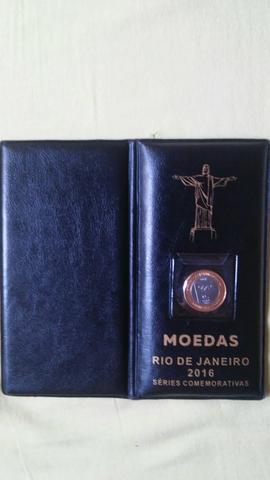 MOEDAS
RIO DE JANEIRO
2016
SÉRIES COMEMORATIVAS